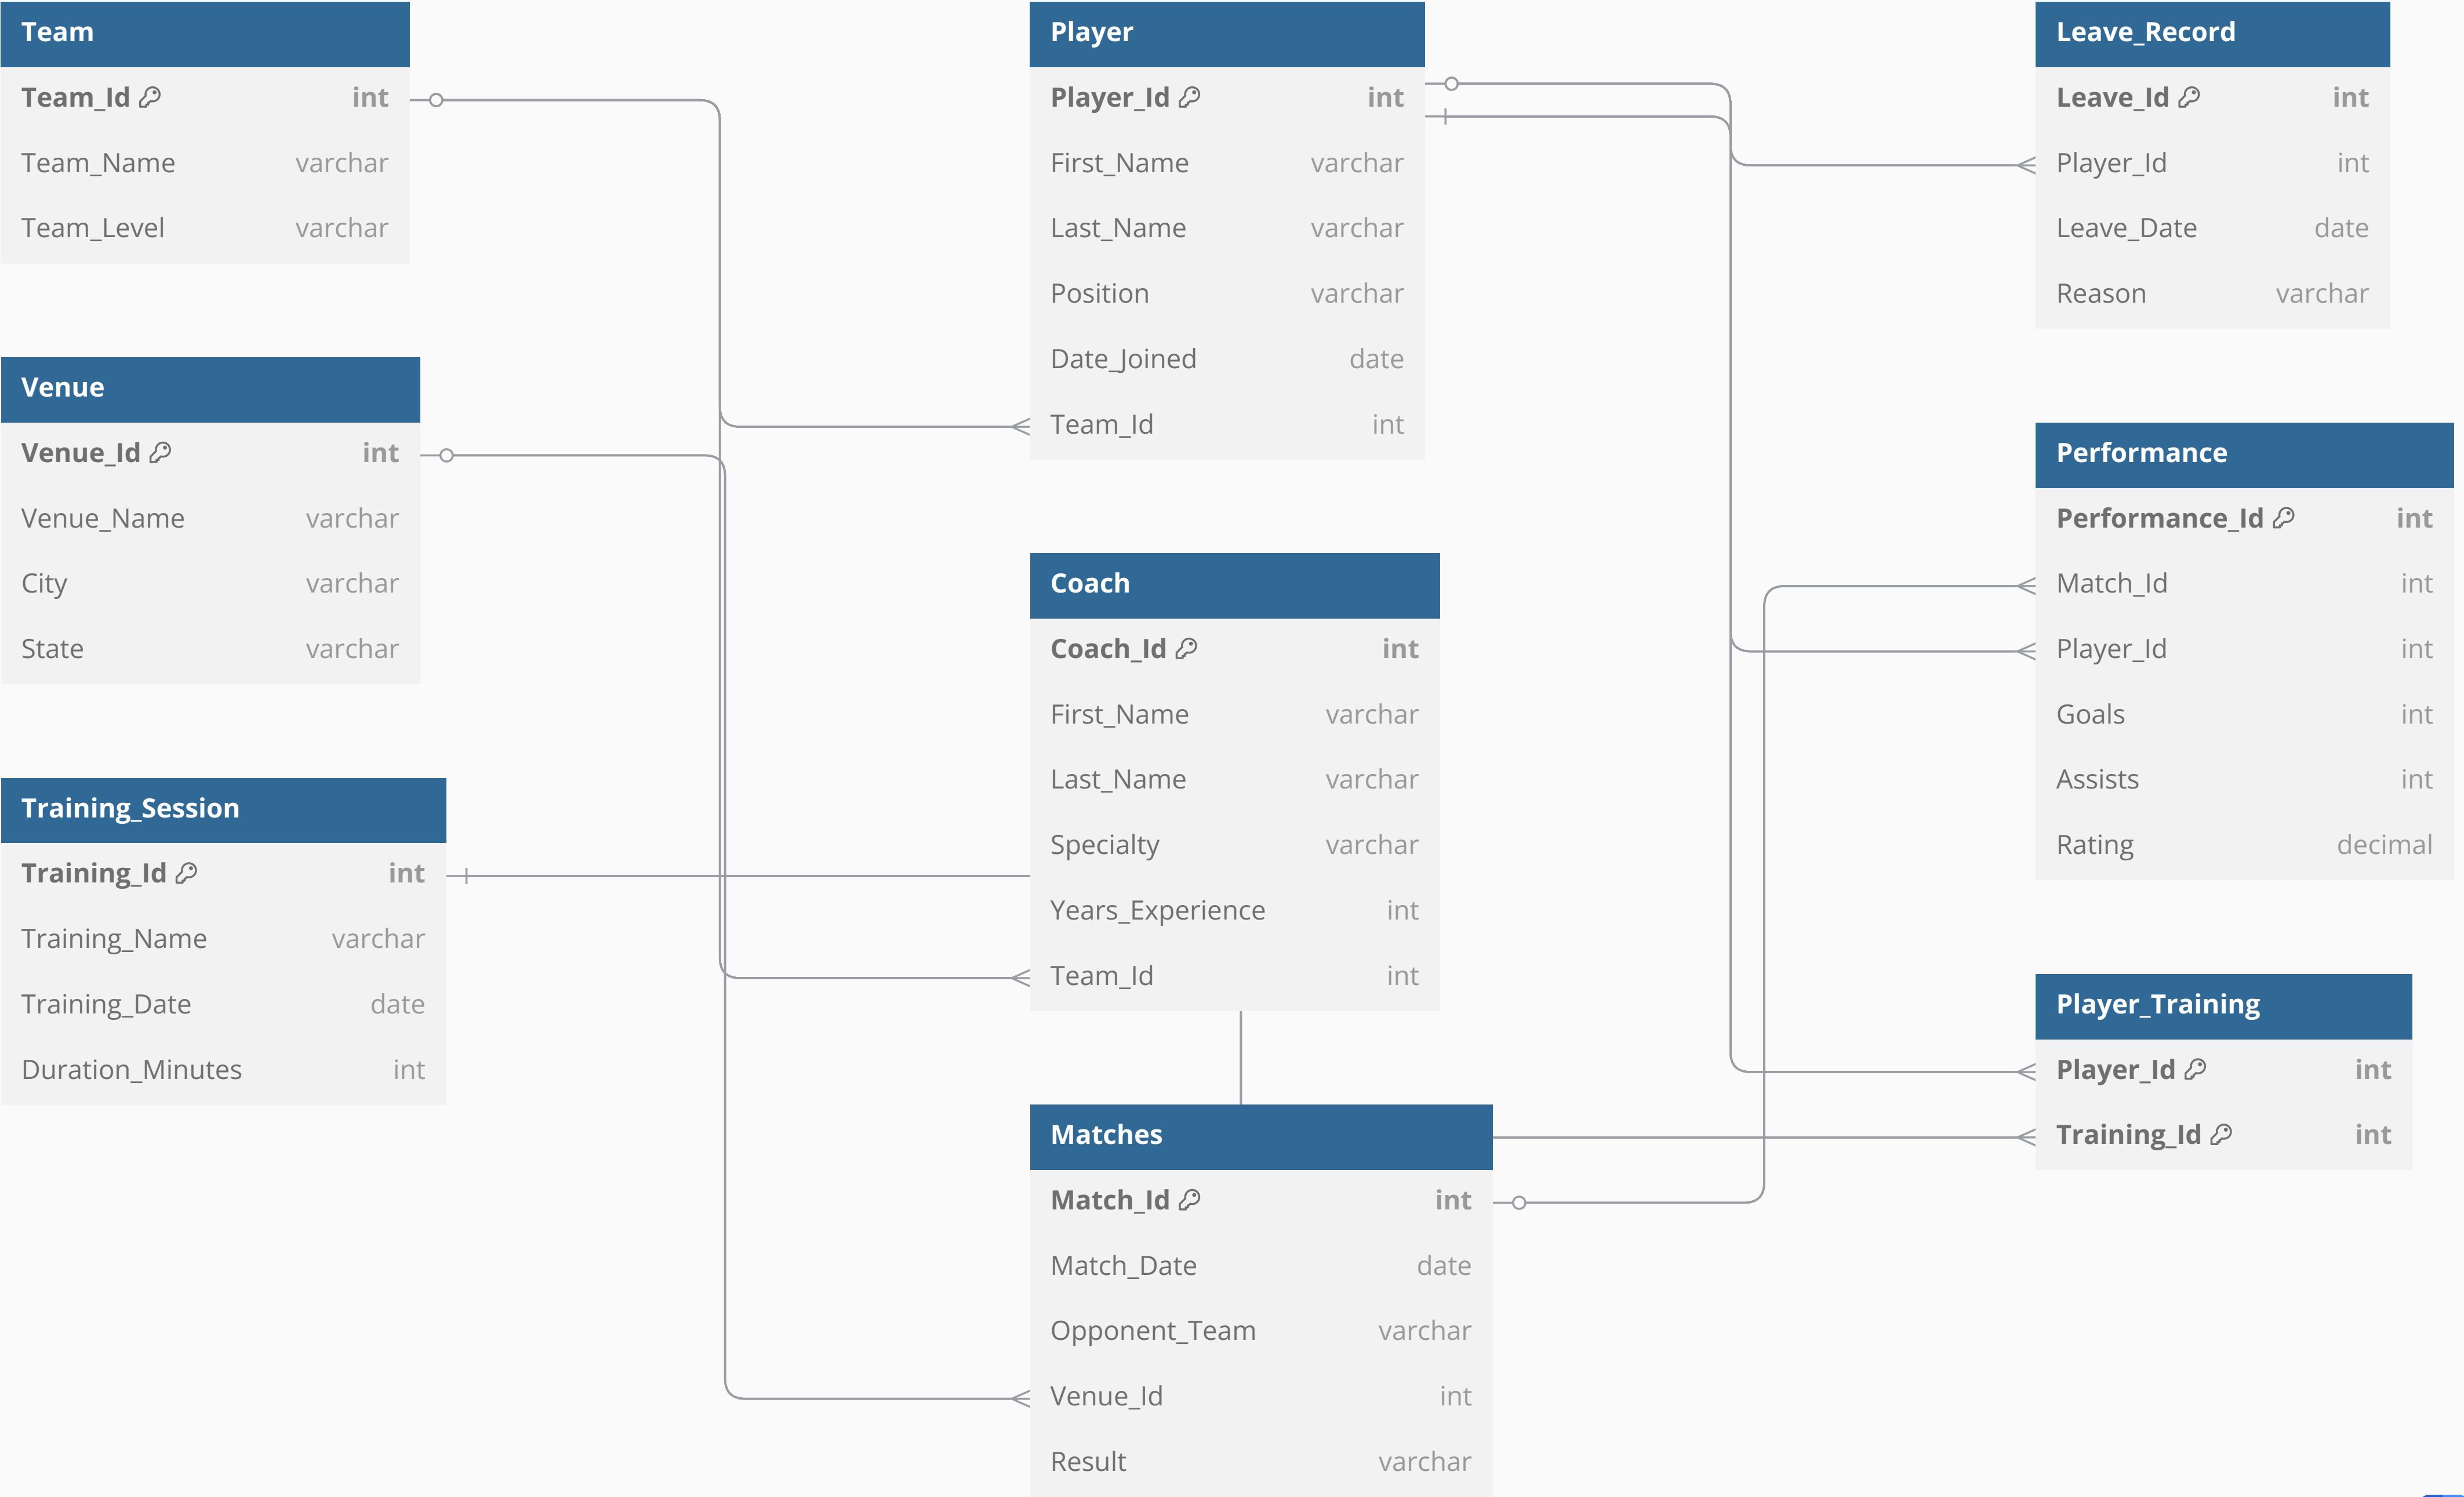 Team
Team_Id int
Team_Name varchar
Team_Level varchar
Venue
Venue_Id int
Venue_Name varchar
City varchar
State varchar
Training_Session
Training_Id int
Training_Name varchar
Training_Date date
Duration_Minutes int
Player
Player_Id int
First_Name varchar
Last_Name varchar
Position varchar
Date_Joined date
Team_Id int
Coach
Coach_Id int
First_Name varchar
Last_Name varchar
Specialty varchar
Years_Experience int
Team_Id int
Matches
Match_Id int
Match_Date date
Opponent_Team varchar
Venue_Id int
Result varchar
Leave_Record
Leave_Id int
Player_Id int
Leave_Date date
Reason varchar
Performance
Performance_Id int
Match_Id int
Player_Id int
Goals int
Assists int
Rating decimal
Player_Training
Player_Id int
Training_Id int